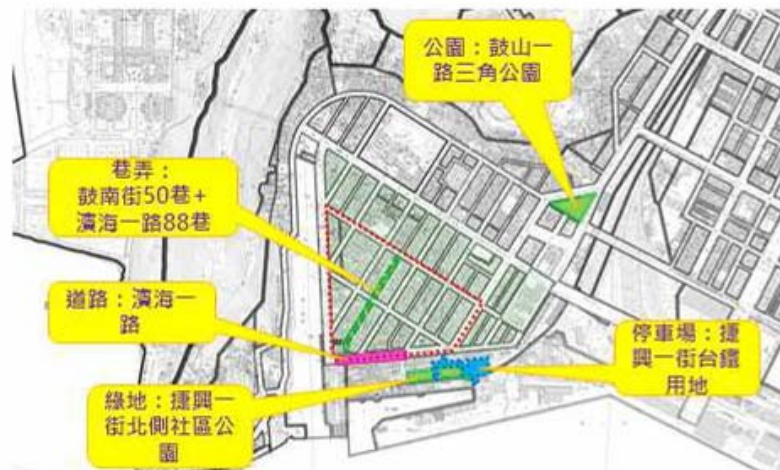 公園：鼓山一
路三角公園
巷弄：
鼓南街50巷+
濱海一路88巷
道路：濱海一
路
停車場：捷
興一街台鐵
用地
綠地：捷興一
街北側社區公
園